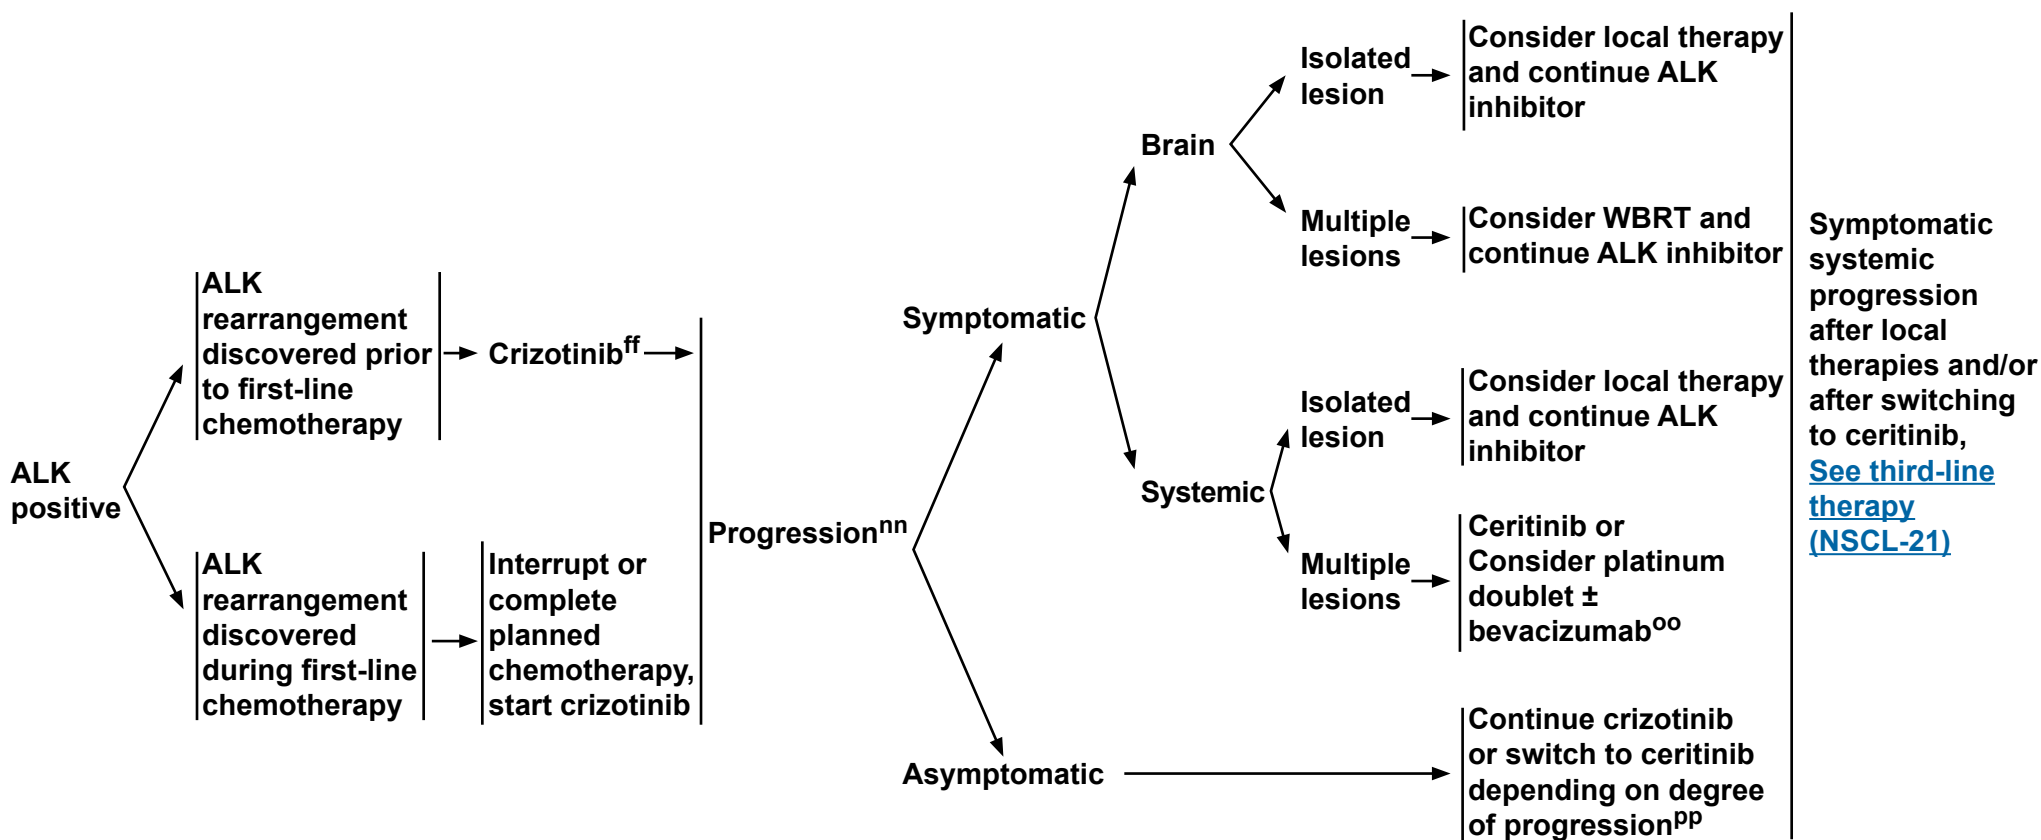 ALK
positive
ALK
rearrangement
discovered prior
to first-line
chemotherapy
Crizotinibff
ALK
rearrangement
discovered
during first-line
chemotherapy
Interrupt or
complete
planned
chemotherapy,
start crizotinib
Progressionnn
Symptomatic
Brain
Isolated
lesion
Consider local therapy
and continue ALK
inhibitor
Multiple
lesions
Consider WBRT and
continue ALK inhibitor
Systemic
Isolated
lesion
Consider local therapy
and continue ALK
inhibitor
Multiple
lesions
Ceritinib or
Consider platinum
doublet ±
bevacizumaboo
Asymptomatic
Continue crizotinib
or switch to ceritinib
depending on degree
of progressionpp
Symptomatic
systemic
progression
after local
therapies and/or
after switching
to ceritinib,
See third-line
therapy
(NSCL-21)